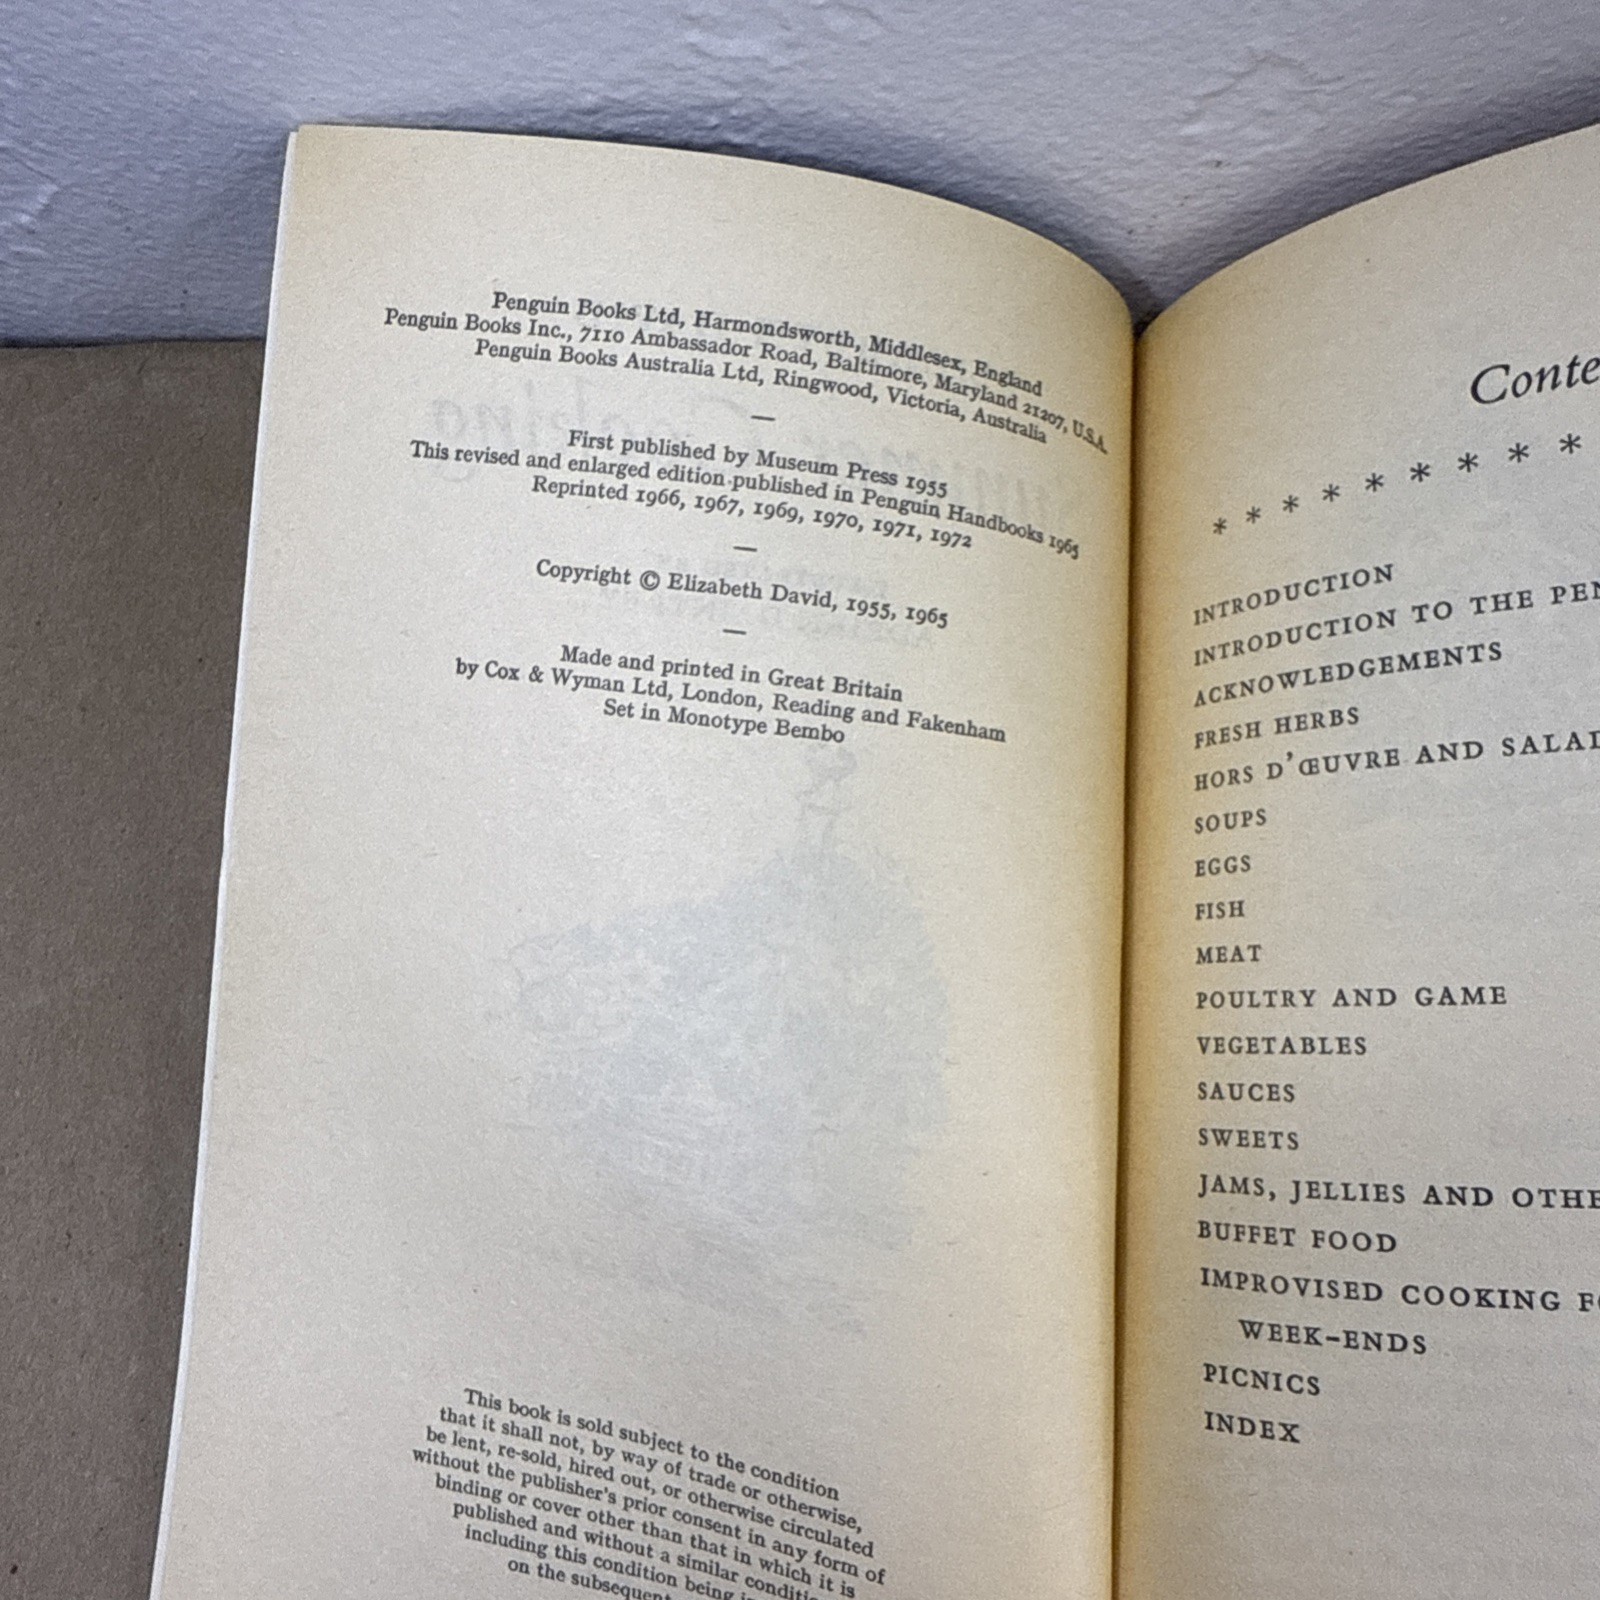 Penguin Books Ltd, Harmondsworth, Middlesex, England
Penguin Books Inc., 7110 Ambassador Road, Baltimore, Maryland 21207, U.S.A.
Penguin Books Australia Ltd, Ringwood, Victoria, Australia
—
First published by Museum Press 1955
This revised and enlarged edition published in Penguin Handbooks 1965
Reprinted 1966, 1967, 1969, 1970, 1971, 1972
—
Copyright © Elizabeth David, 1955, 1965
—
Made and printed in Great Britain
by Cox & Wyman Ltd, London, Reading and Fakenham
Set in Monotype Bembo
This book is sold subject to the condition
that it shall not, by way of trade or otherwise,
be lent, re-sold, hired out, or otherwise circulated
without the publisher's prior consent in any form of
binding or cover other than that in which it is
published and without a similar conditi
including this condition being
on the subsequent
Conte
* * * * * * * *
INTRODUCTION
INTRODUCTION TO THE PEN
ACKNOWLEDGEMENTS
FRESH HERBS
HORS D'ŒUVRE AND SALAD
SOUPS
EGGS
FISH
MEAT
POULTRY AND GAME
VEGETABLES
SAUCES
SWEETS
JAMS, JELLIES AND OTHE
BUFFET FOOD
IMPROVISED COOKING FO
WEEK-ENDS
PICNICS
INDEX